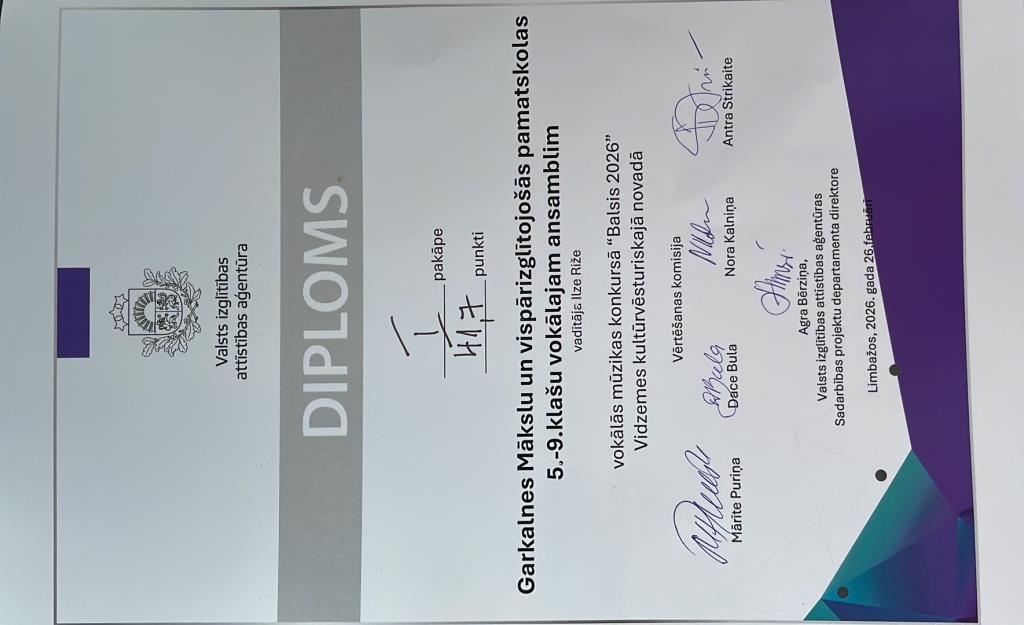 Valsts izglītības
attīstības aģentūra
DIPLOMS
I pakāpe
41,7 punkti
Garkalnes Mākslu un vispārizglītojošās pamatskolas
5.-9.klašu vokālajam ansamblim
vadītāja Ilze Riže
vokālās mūzikas konkursā “Balsis 2026”
Vidzemes kultūrvēsturiskajā novadā
Vērtēšanas komisija
Mārīte Puriņa Dace Bula Nora Kalniņa Antra Strikaite
Agra Bērziņa,
Valsts izglītības attīstības aģentūras
Sadarbības projektu departamenta direktore
Limbažos, 2026. gada 26.februārī